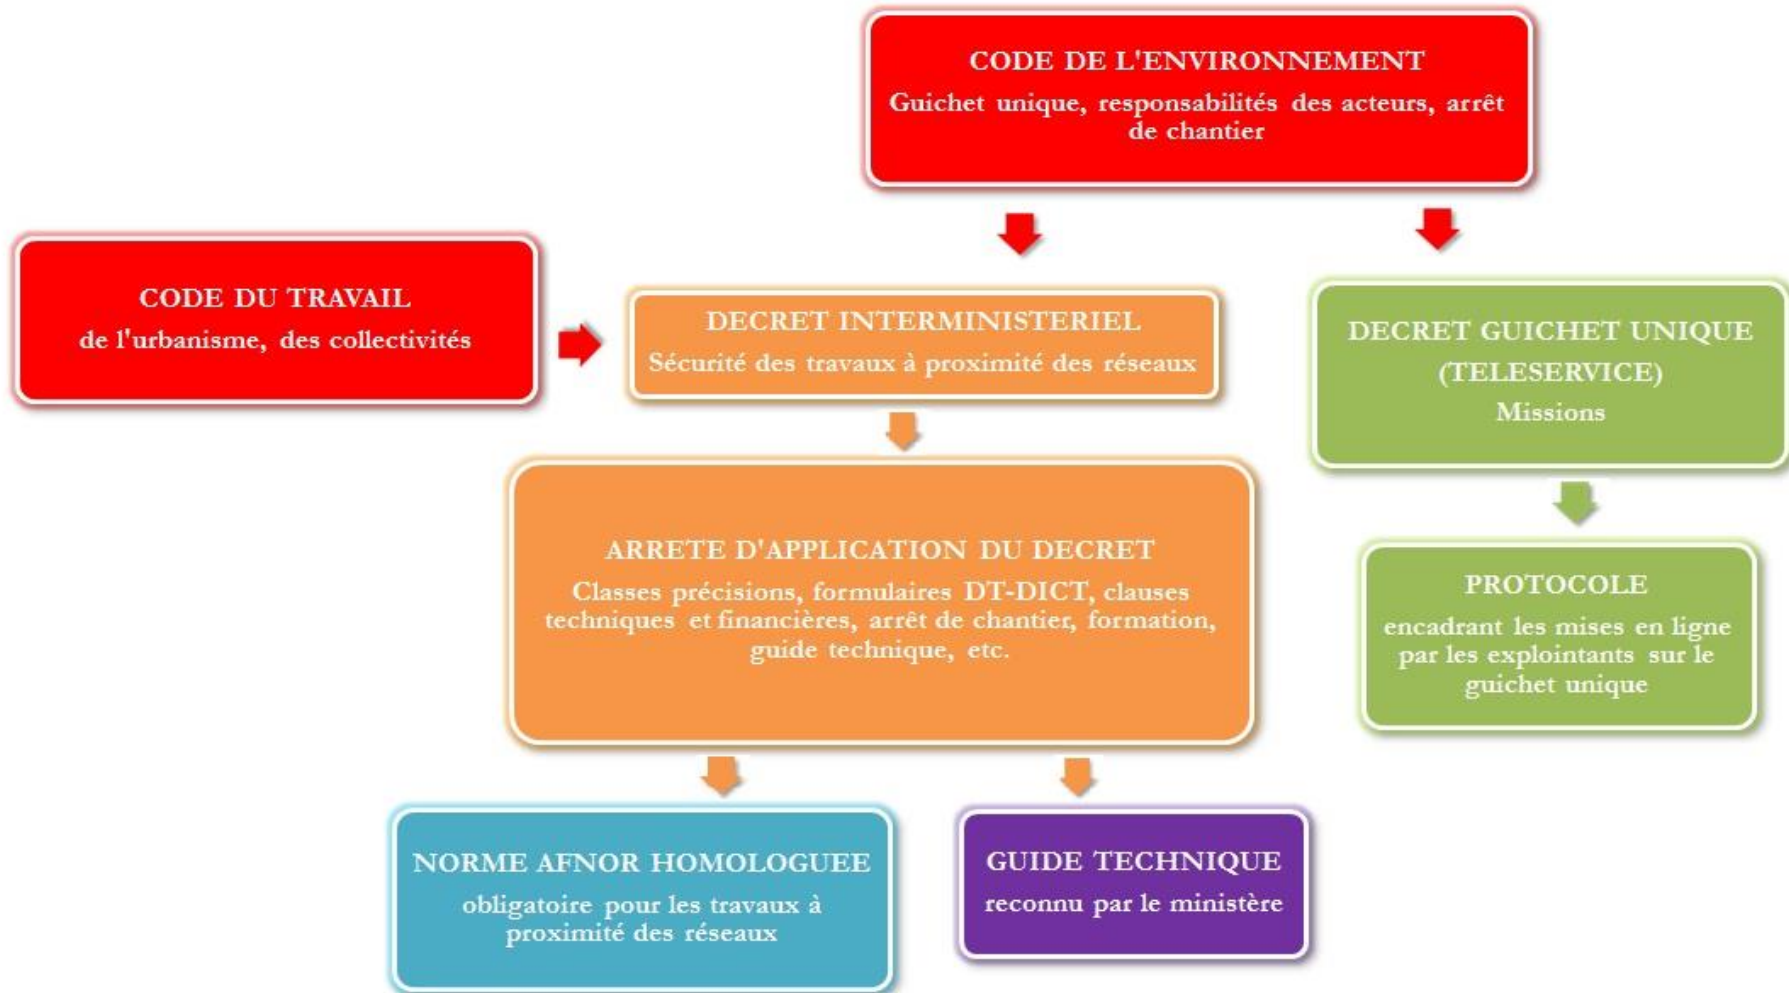 CODE DE L'ENVIRONNEMENT
Guichet unique, responsabilités des acteurs, arrêt
de chantier
CODE DU TRAVAIL
de l'urbanisme, des collectivités
DECRET INTERMINISTERIEL
Sécurité des travaux à proximité des réseaux
DECRET GUICHET UNIQUE
(TELESERVICE)
Missions
ARRETE D'APPLICATION DU DECRET
Classes précisions, formulaires DT-DICT, clauses
techniques et financières, arrêt de chantier, formation,
guide technique, etc.
PROTOCOLE
encadrant les mises en ligne
par les explointants sur le
guichet unique
NORME AFNOR HOMOLOGUEE
obligatoire pour les travaux à
proximité des réseaux
GUIDE TECHNIQUE
reconnu par le ministère